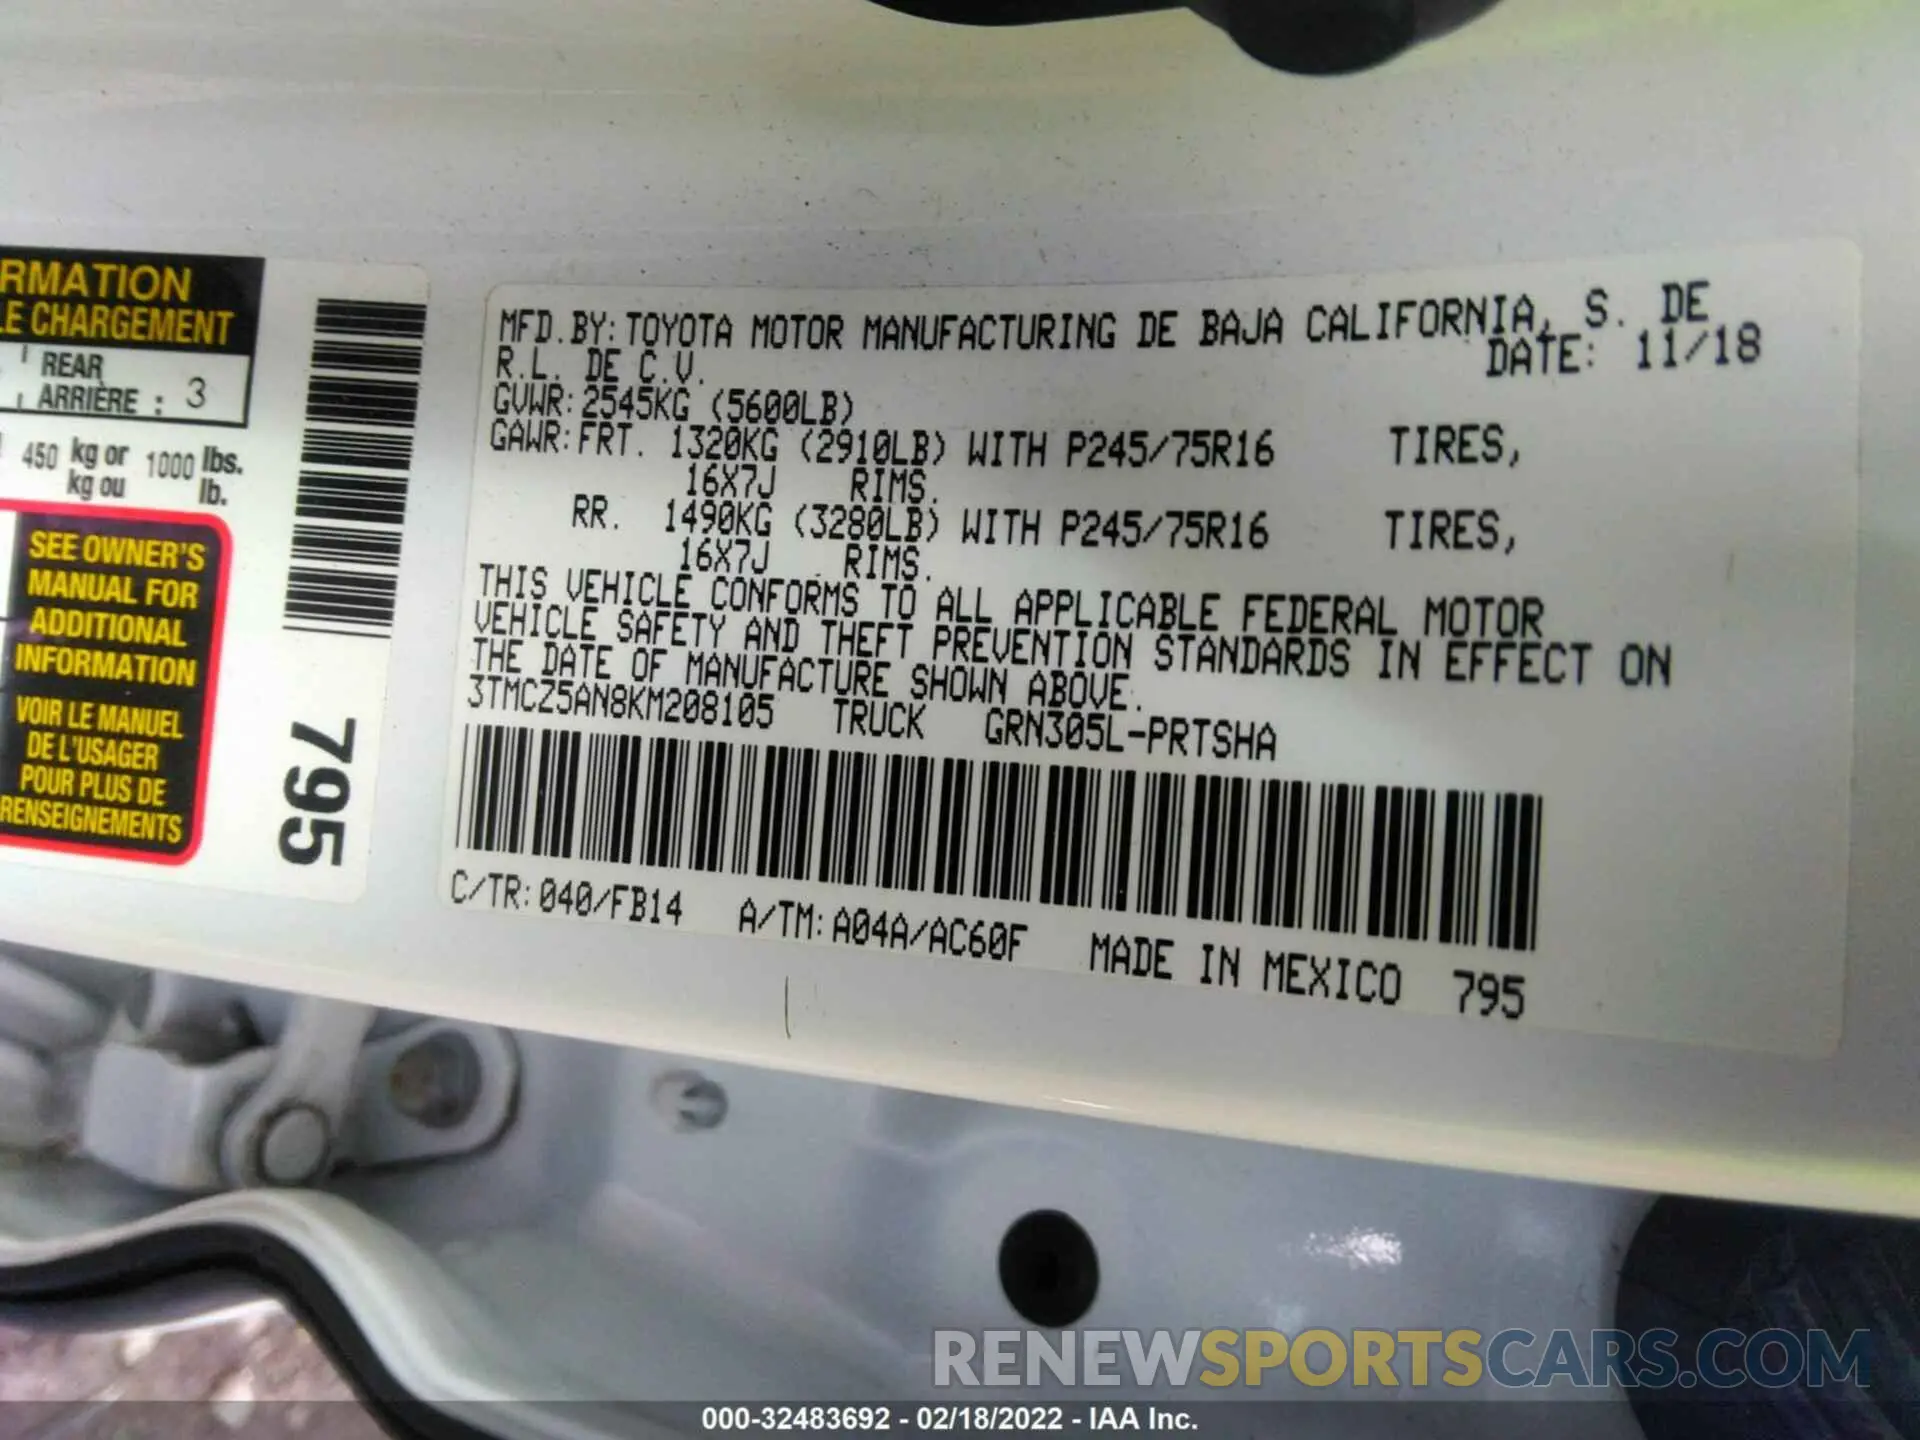 RMATION
LE CHARGEMENT
REAR
ARRIÈRE : 3
450 kg or 1000 lbs.
kg ou lb.
SEE OWNER'S
MANUAL FOR
ADDITIONAL
INFORMATION
VOIR LE MANUEL
DE L'USAGER
POUR PLUS DE
RENSEIGNEMENTS
795
MFD.BY:TOYOTA MOTOR MANUFACTURING DE BAJA CALIFORNIA, S. DE
R.L. DE C.V. DATE: 11/18
GVWR:2545KG (5600LB)
GAWR:FRT. 1320KG (2910LB) WITH P245/75R16 TIRES,
16X7J RIMS.
RR. 1490KG (3280LB) WITH P245/75R16 TIRES,
16X7J RIMS.
THIS VEHICLE CONFORMS TO ALL APPLICABLE FEDERAL MOTOR
VEHICLE SAFETY AND THEFT PREVENTION STANDARDS IN EFFECT ON
THE DATE OF MANUFACTURE SHOWN ABOVE.
3TMCZ5AN8KM208105 TRUCK GRN305L-PRTSHA
C/TR:040/FB14 A/TM:A04A/AC60F MADE IN MEXICO 795
RENEWSPORTSCARS.COM
000-32483692 - 02/18/2022 - IAA Inc.